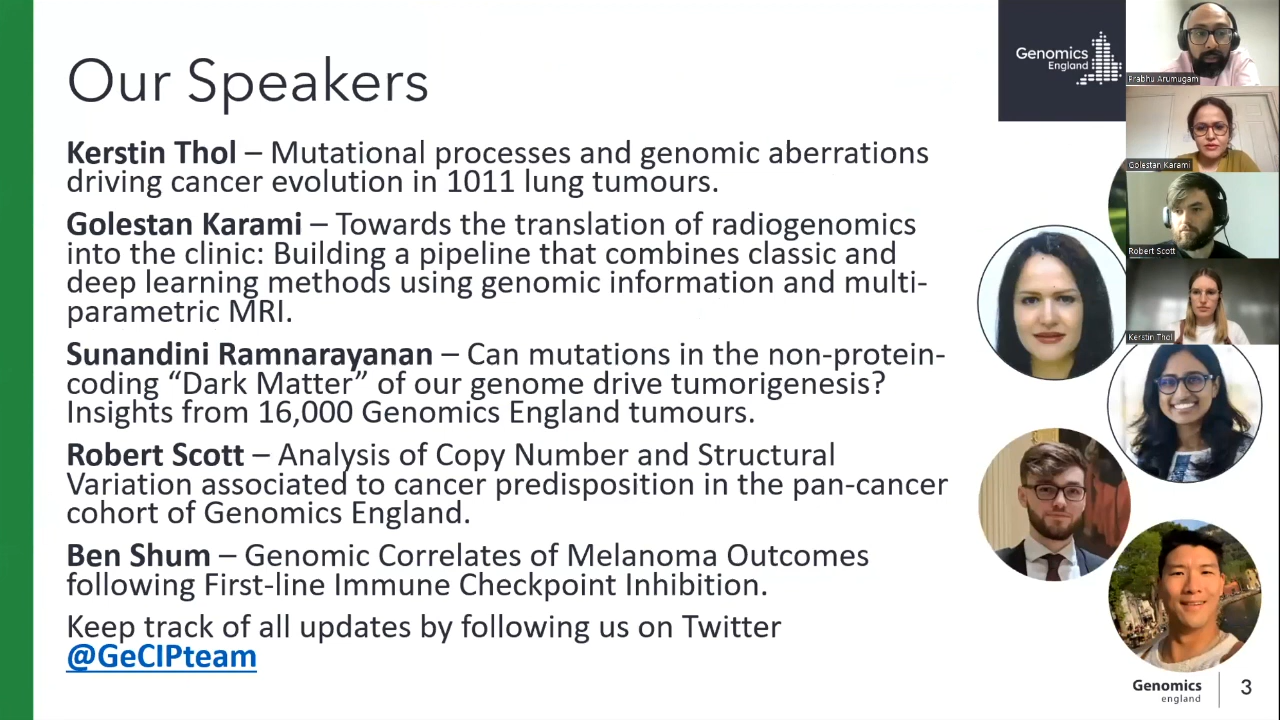 Our Speakers
Genomics
England
Prabhu Arumugam
Kerstin Thol – Mutational processes and genomic aberrations
driving cancer evolution in 1011 lung tumours.
Golestan Karami
Golestan Karami – Towards the translation of radiogenomics
into the clinic: Building a pipeline that combines classic and
deep learning methods using genomic information and multi-
parametric MRI.
Robert Scott
Kerstin Thol
Sunandini Ramnarayanan – Can mutations in the non-protein-
coding “Dark Matter” of our genome drive tumorigenesis?
Insights from 16,000 Genomics England tumours.
Robert Scott – Analysis of Copy Number and Structural
Variation associated to cancer predisposition in the pan-cancer
cohort of Genomics England.
Ben Shum – Genomic Correlates of Melanoma Outcomes
following First-line Immune Checkpoint Inhibition.
Keep track of all updates by following us on Twitter
@GeCIPteam
Genomics
england
3